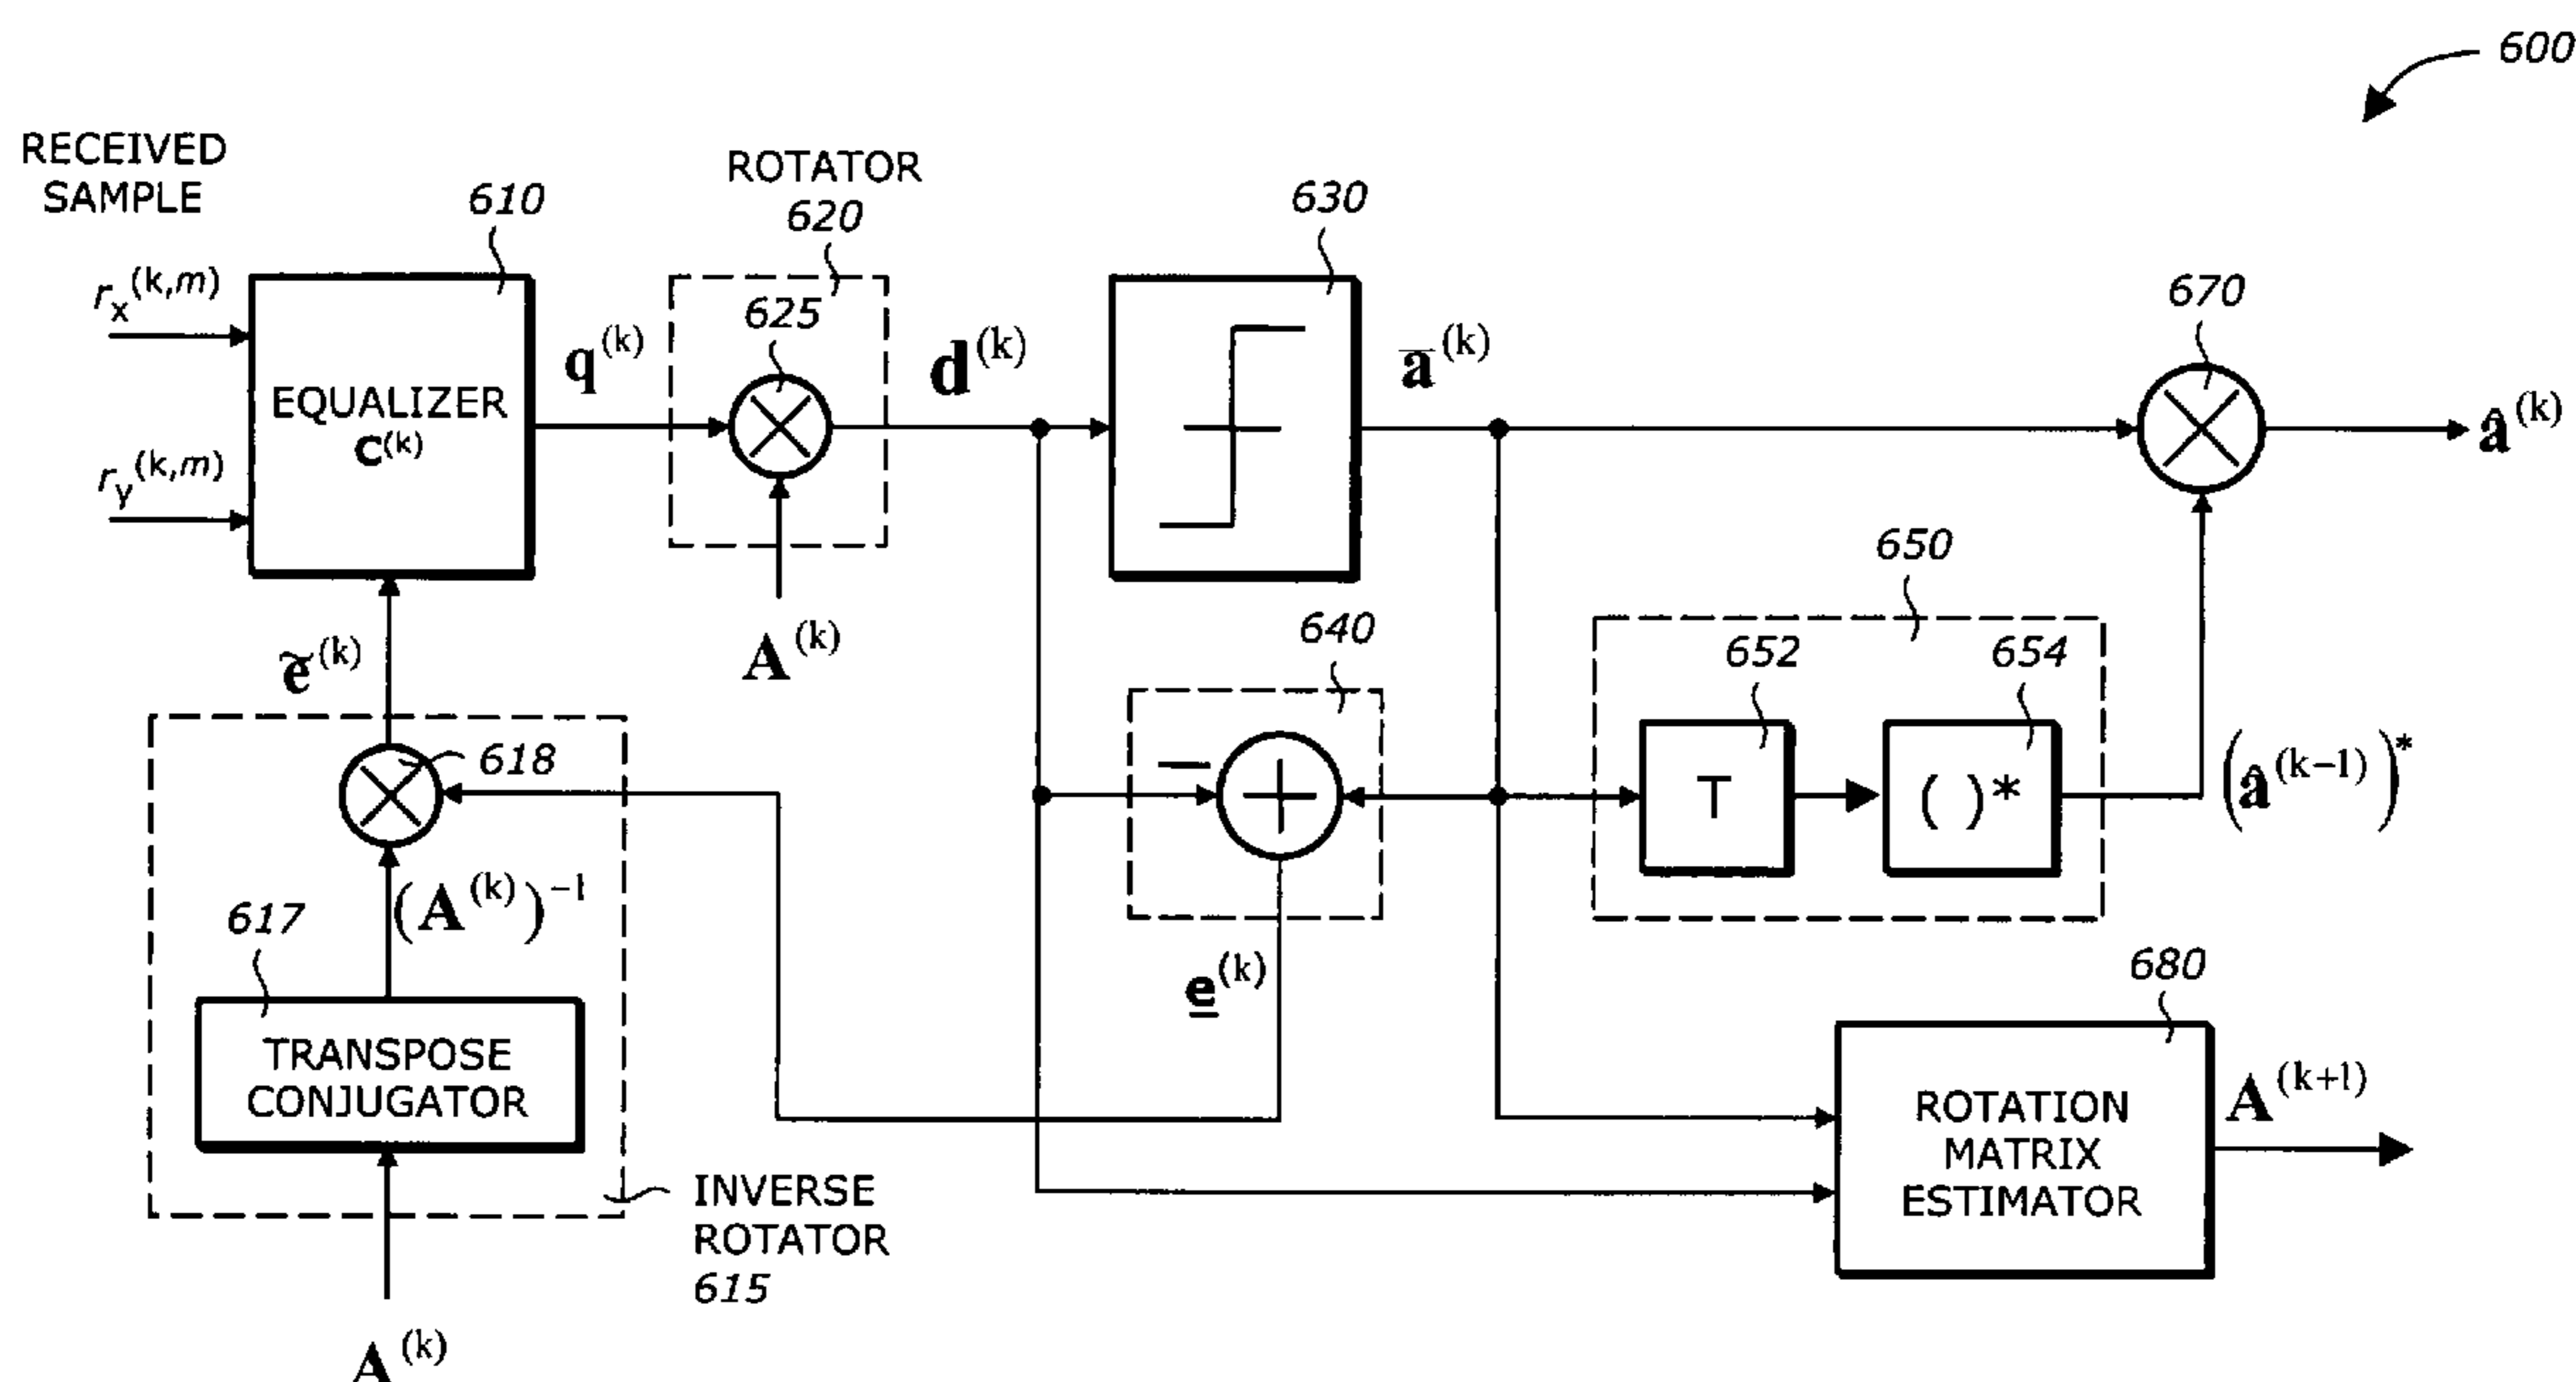 600
RECEIVED
SAMPLE
610
ROTATOR
620
630
r_x^(k,m)
625
670
q^(k)
d^(k)
a̅^(k)
EQUALIZER
c^(k)
â^(k)
r_y^(k,m)
650
A^(k)
640
652
654
ẽ^(k)
−
618
T
( )*
(â^(k−1))*
(A^(k))^−1
617
e̲^(k)
680
TRANSPOSE
CONJUGATOR
ROTATION
MATRIX
ESTIMATOR
A^(k+1)
INVERSE
ROTATOR
615
A^(k)